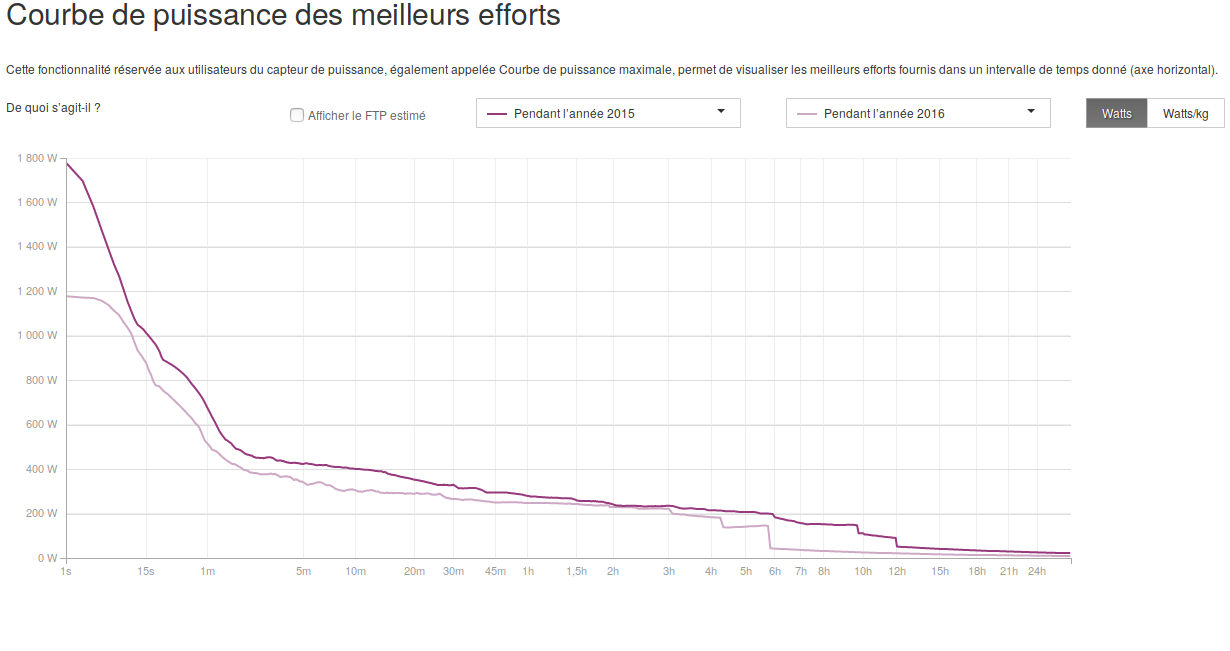 Courbe de puissance des meilleurs efforts
Cette fonctionnalité réservée aux utilisateurs du capteur de puissance, également appelée Courbe de puissance maximale, permet de visualiser les meilleurs efforts fournis dans un intervalle de temps donné (axe horizontal).
De quoi s'agit-il ? Afficher le FTP estimé Pendant l'année 2015 Pendant l'année 2016 Watts Watts/kg
1 800 W
1 600 W
1 400 W
1 200 W
1 000 W
800 W
600 W
400 W
200 W
0 W
1s 15s 1m 5m 10m 20m 30m 45m 1h 1,5h 2h 3h 4h 5h 6h 7h 8h 10h 12h 15h 18h 21h 24h